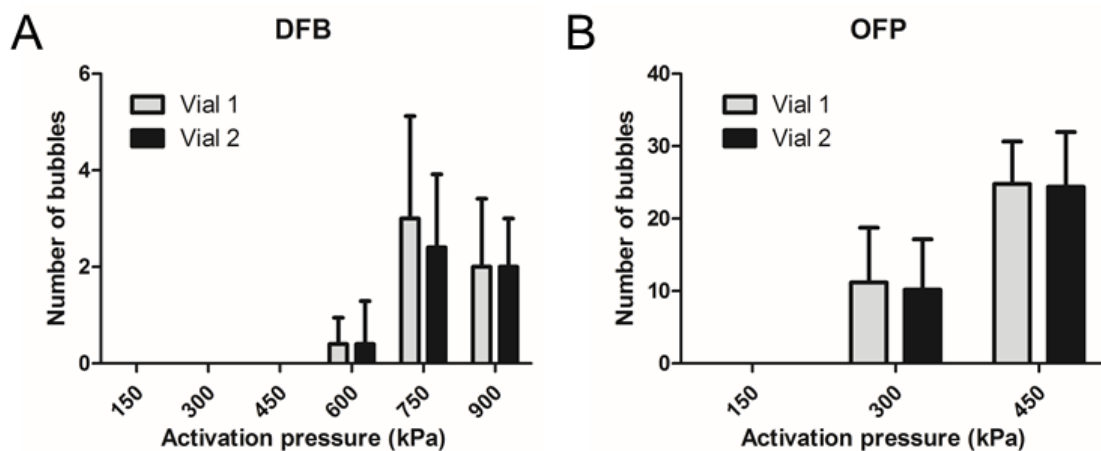 A
DFB
Number of bubbles
6
4
2
0
Vial 1
Vial 2
150
300
450
600
750
900
Activation pressure (kPa)
B
OFP
Number of bubbles
40
30
20
10
0
Vial 1
Vial 2
150
300
450
Activation pressure (kPa)